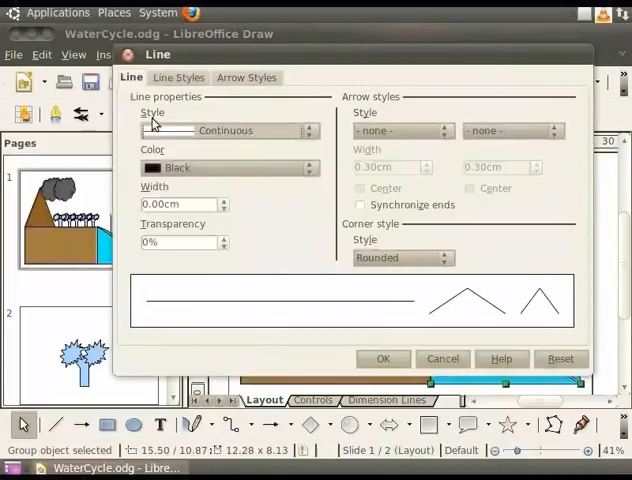 Applications Places System
WaterCycle.odg - LibreOffice Draw
File Edit View Ins
Line
Line Line Styles Arrow Styles
Line properties
Style
Continuous
Color
Black
Width
0.00cm
Transparency
0%
Arrow styles
Style
- none - - none -
Width
0.30cm 0.30cm
Center Center
Synchronize ends
Corner style
Style
Rounded
OK Cancel Help Reset
Pages
1
2
30
Layout Controls Dimension Lines
T
Group object selected 15.50 / 10.87 12.28 x 8.13 Slide 1 / 2 (Layout) Default 41%
WaterCycle.odg - Libre...